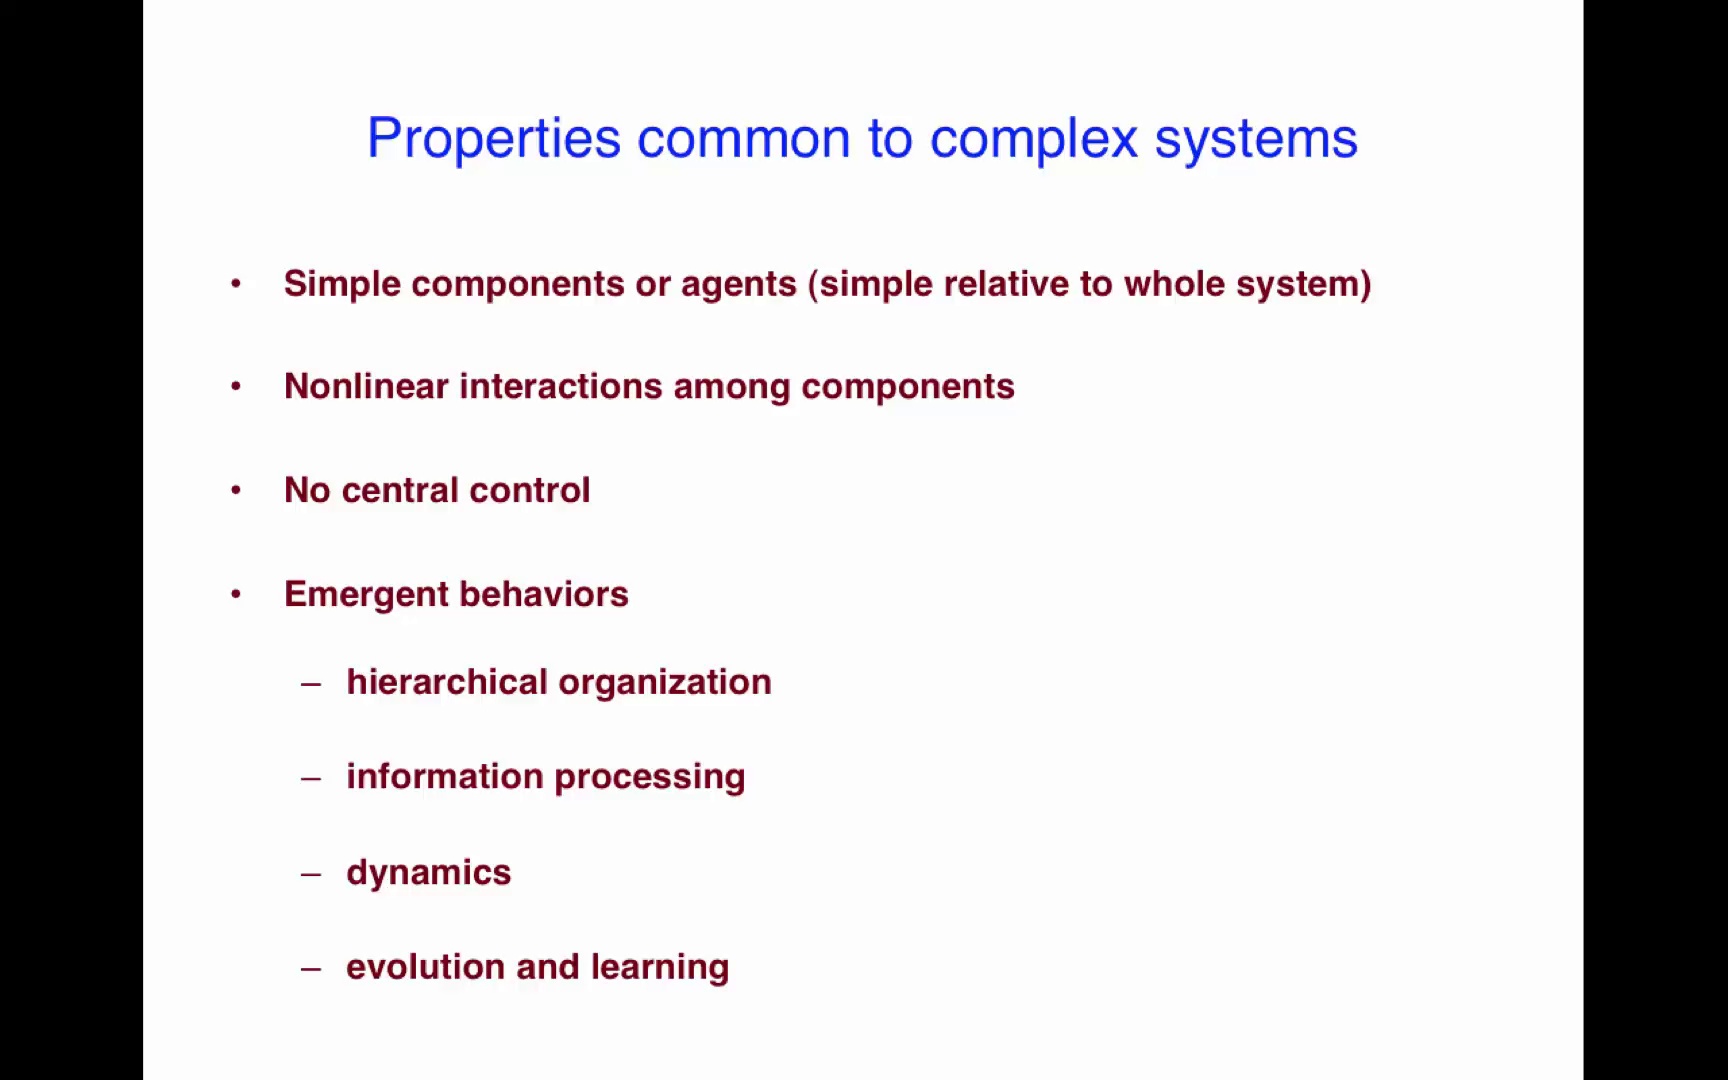 Properties common to complex systems
• Simple components or agents (simple relative to whole system)
• Nonlinear interactions among components
• No central control
• Emergent behaviors
– hierarchical organization
– information processing
– dynamics
– evolution and learning